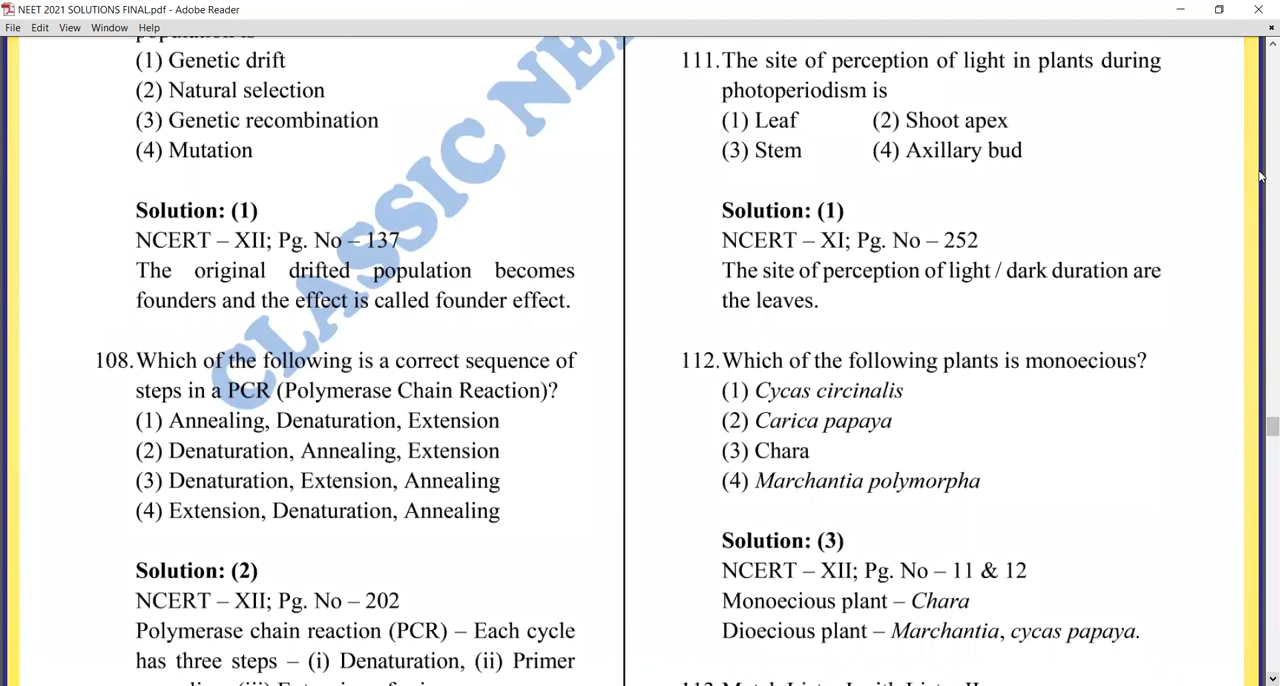 NEET 2021 SOLUTIONS FINAL.pdf - Adobe Reader
File Edit View Window Help
(1) Genetic drift
(2) Natural selection
(3) Genetic recombination
(4) Mutation
Solution: (1)
NCERT – XII; Pg. No – 137
The original drifted population becomes
founders and the effect is called founder effect.
108. Which of the following is a correct sequence of
steps in a PCR (Polymerase Chain Reaction)?
(1) Annealing, Denaturation, Extension
(2) Denaturation, Annealing, Extension
(3) Denaturation, Extension, Annealing
(4) Extension, Denaturation, Annealing
Solution: (2)
NCERT – XII; Pg. No – 202
Polymerase chain reaction (PCR) – Each cycle
has three steps – (i) Denaturation, (ii) Primer
CLASSIC NE
111. The site of perception of light in plants during
photoperiodism is
(1) Leaf (2) Shoot apex
(3) Stem (4) Axillary bud
Solution: (1)
NCERT – XI; Pg. No – 252
The site of perception of light / dark duration are
the leaves.
112. Which of the following plants is monoecious?
(1) Cycas circinalis
(2) Carica papaya
(3) Chara
(4) Marchantia polymorpha
Solution: (3)
NCERT – XII; Pg. No – 11 & 12
Monoecious plant – Chara
Dioecious plant – Marchantia, cycas papaya.